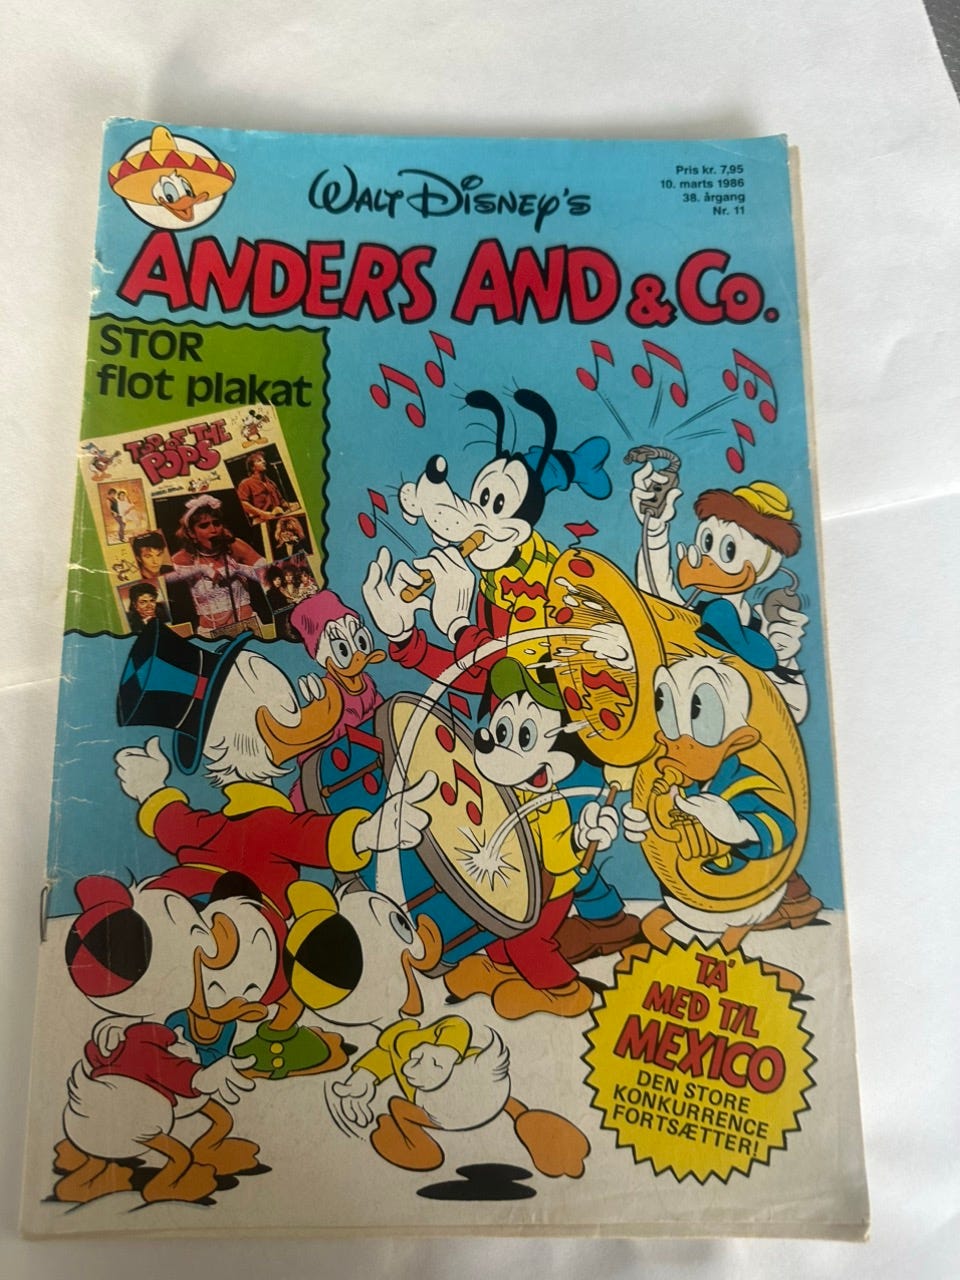 WALT DISNEY'S
Pris kr. 7,95
10. marts 1986
38. årgang
Nr. 11
ANDERS AND & Co.
STOR
flot plakat
TOP OF THE
POPS
TA'
MED TIL
MEXICO
DEN STORE
KONKURRENCE
FORTSÆTTER!